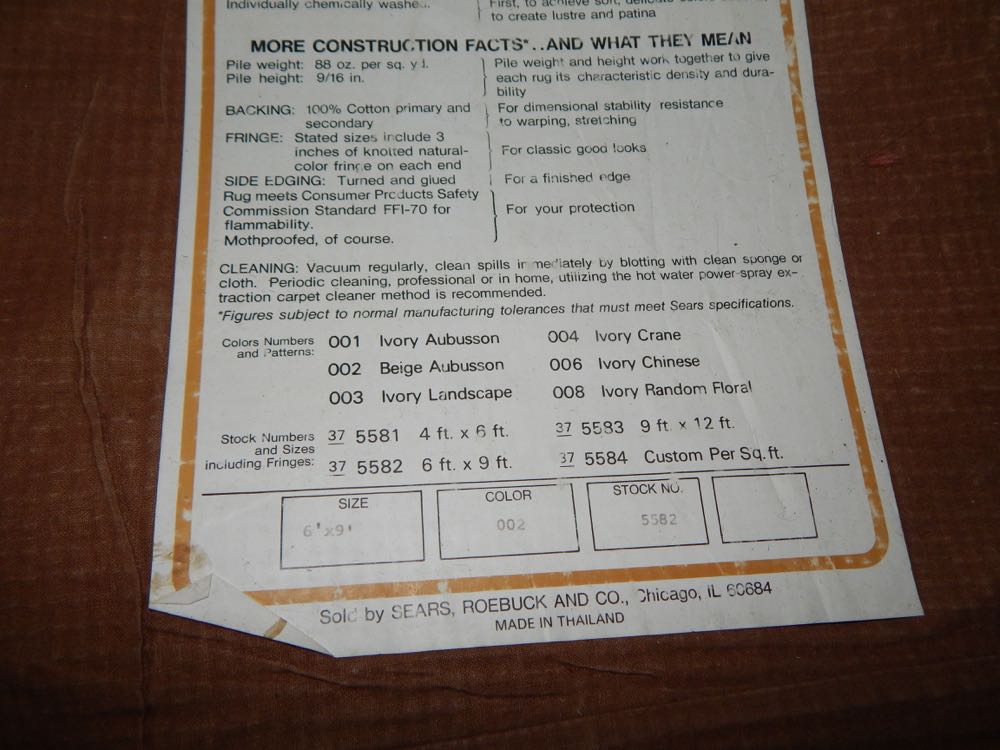 Individually chemically washed.
First, to achieve soft, delicate colors
to create lustre and patina
MORE CONSTRUCTION FACTS*...AND WHAT THEY MEAN
Pile weight: 88 oz. per sq. yd.
Pile height: 9/16 in.
Pile weight and height work together to give
each rug its characteristic density and dura-
bility
BACKING: 100% Cotton primary and
secondary
For dimensional stability resistance
to warping, stretching
FRINGE: Stated sizes include 3
inches of knotted natural-
color fringe on each end
For classic good looks
SIDE EDGING: Turned and glued
For a finished edge
Rug meets Consumer Products Safety
Commission Standard FFI-70 for
flammability.
Mothproofed, of course.
For your protection
CLEANING: Vacuum regularly, clean spills immediately by blotting with clean sponge or
cloth. Periodic cleaning, professional or in home, utilizing the hot water power-spray ex-
traction carpet cleaner method is recommended.
*Figures subject to normal manufacturing tolerances that must meet Sears specifications.
Colors Numbers
and Patterns:
001 Ivory Aubusson 004 Ivory Crane
002 Beige Aubusson 006 Ivory Chinese
003 Ivory Landscape 008 Ivory Random Floral
Stock Numbers
and Sizes
including Fringes:
37 5581 4 ft. x 6 ft. 37 5583 9 ft. x 12 ft.
37 5582 6 ft. x 9 ft. 37 5584 Custom Per Sq. ft.
SIZE COLOR STOCK NO.
6'x9' 002 5582
Sold by SEARS, ROEBUCK AND CO., Chicago, IL 60684
MADE IN THAILAND